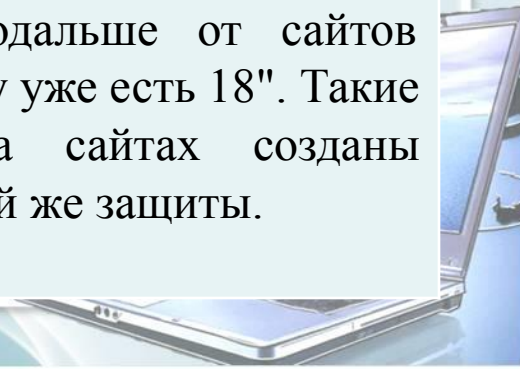 одальше от сайтов
у уже есть 18". Такие
а сайтах созданы
й же защиты.